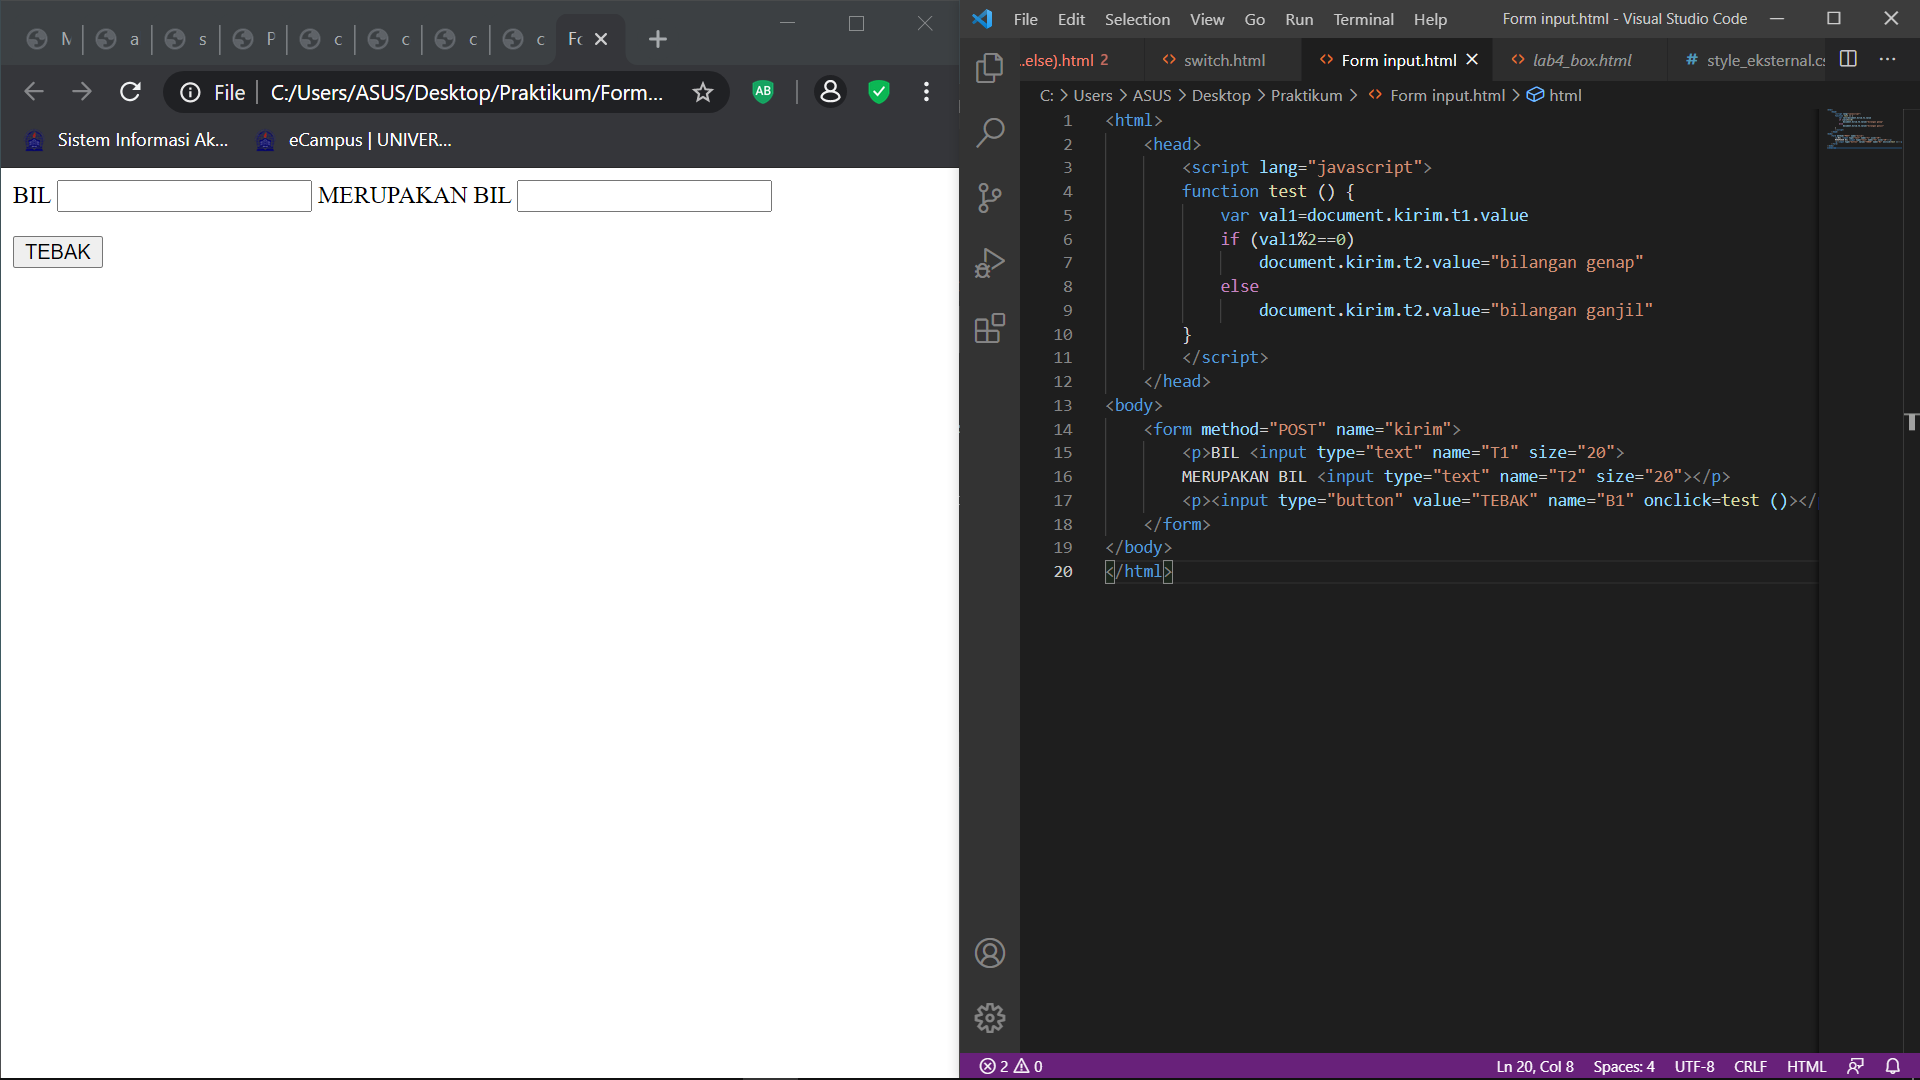 M a s P c c c c Fo
File C:/Users/ASUS/Desktop/Praktikum/Form... AB
Sistem Informasi Ak... eCampus | UNIVER...
BIL MERUPAKAN BIL
TEBAK
File Edit Selection View Go Run Terminal Help Form input.html - Visual Studio Code
..else).html 2 switch.html Form input.html lab4_box.html # style_eksternal.cs
C: > Users > ASUS > Desktop > Praktikum > Form input.html > html
1 <html>
2 <head>
3 <script lang="javascript">
4 function test () {
5 var val1=document.kirim.t1.value
6 if (val1%2==0)
7 document.kirim.t2.value="bilangan genap"
8 else
9 document.kirim.t2.value="bilangan ganjil"
10 }
11 </script>
12 </head>
13 <body>
14 <form method="POST" name="kirim">
15 <p>BIL <input type="text" name="T1" size="20">
16 MERUPAKAN BIL <input type="text" name="T2" size="20"></p>
17 <p><input type="button" value="TEBAK" name="B1" onclick=test ()></
18 </form>
19 </body>
20 </html>
2 0 Ln 20, Col 8 Spaces: 4 UTF-8 CRLF HTML